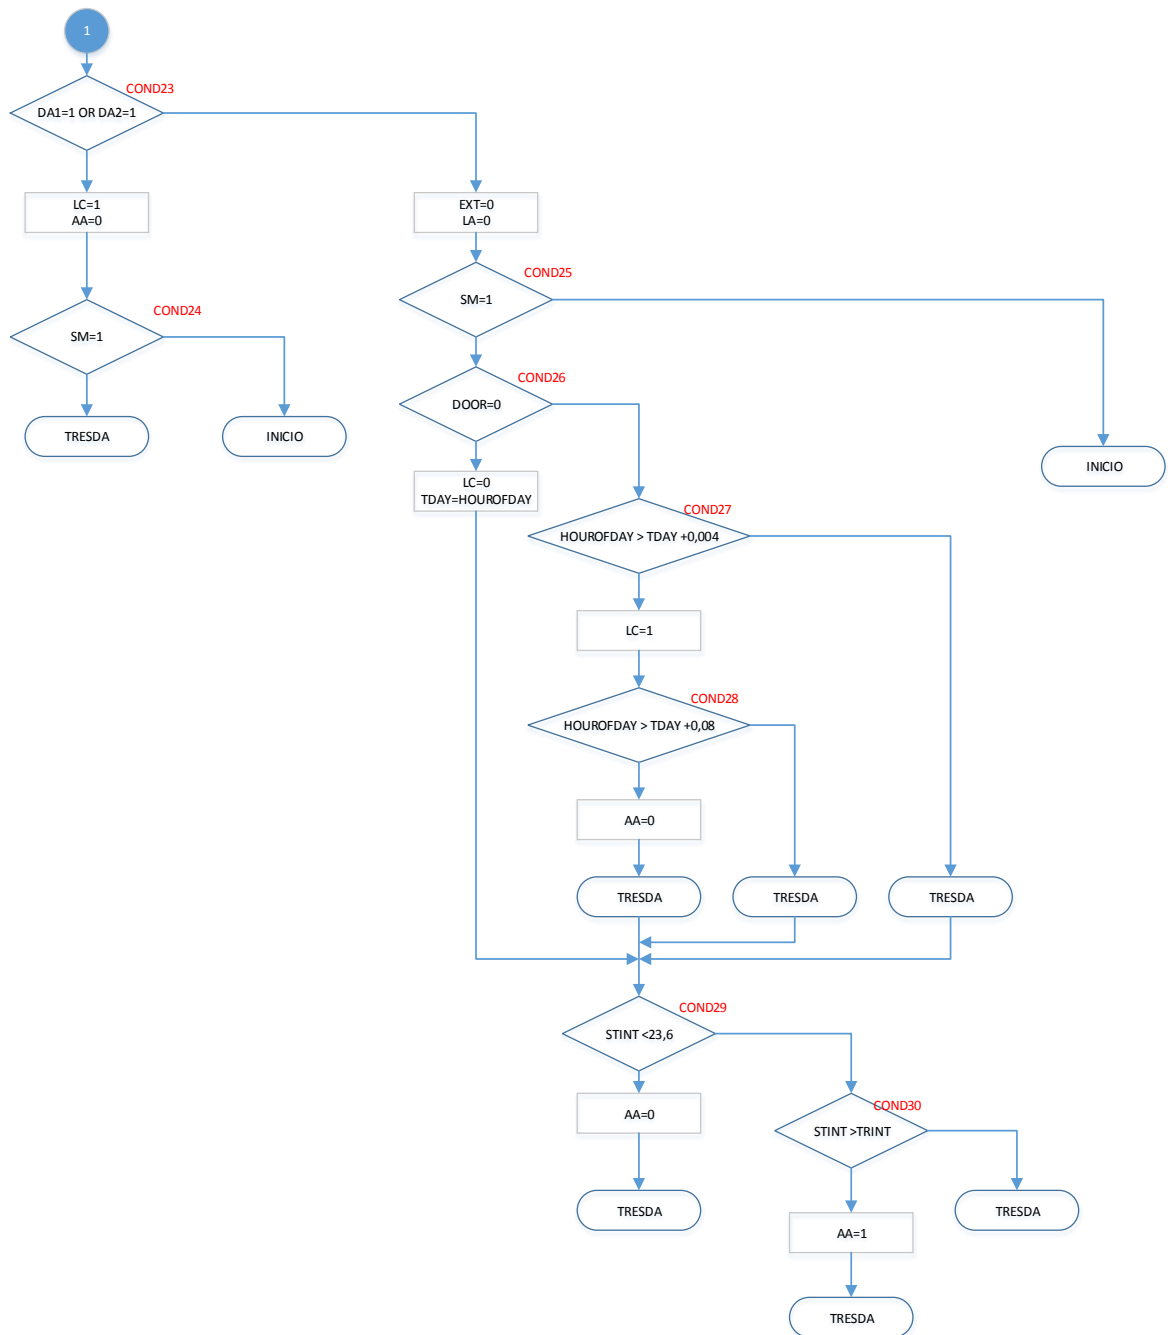 1
COND23
DA1=1 OR DA2=1
LC=1
AA=0
EXT=0
LA=0
COND25
SM=1
COND24
SM=1
COND26
DOOR=0
TRESDA
INICIO
INICIO
LC=0
TDAY=HOUROFDAY
COND27
HOUROFDAY > TDAY +0,004
LC=1
COND28
HOUROFDAY > TDAY +0,08
AA=0
TRESDA
TRESDA
TRESDA
COND29
STINT <23,6
AA=0
COND30
STINT >TRINT
TRESDA
TRESDA
AA=1
TRESDA